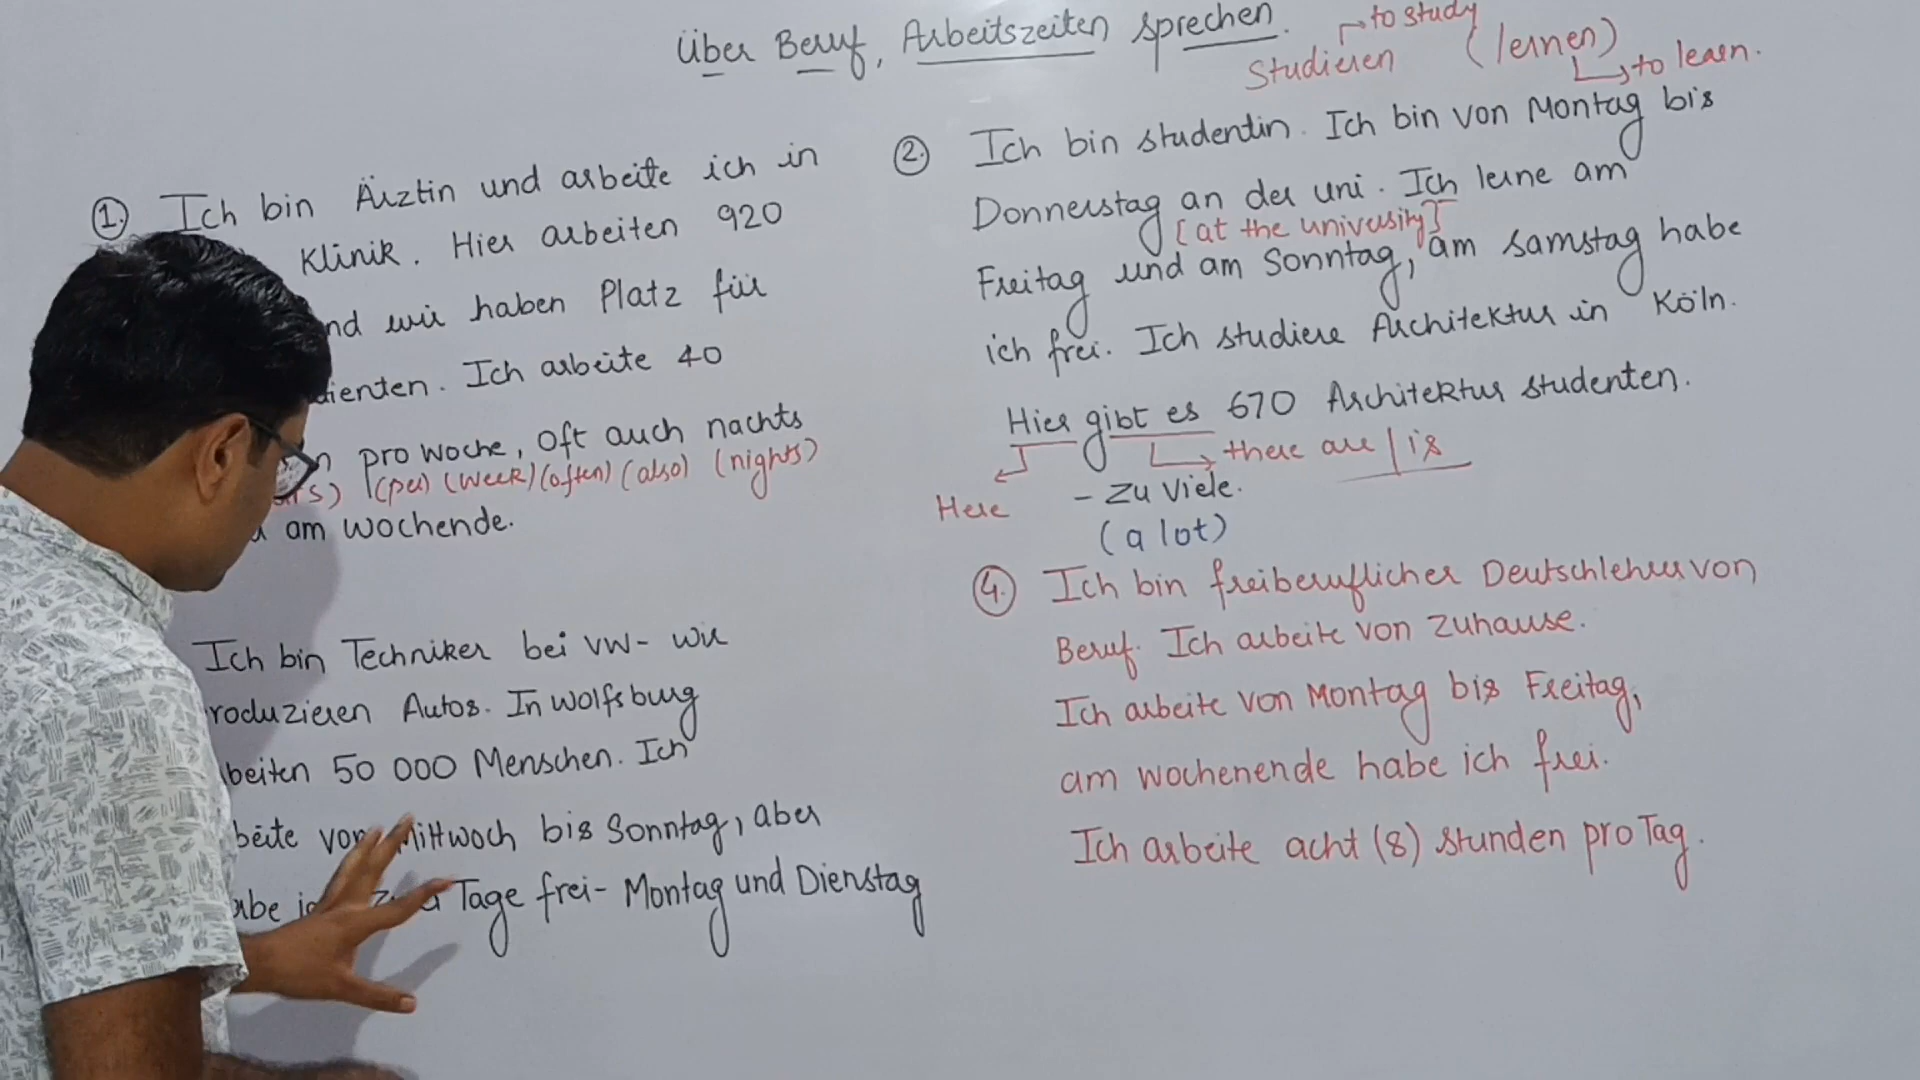 Über Beruf, Arbeitszeiten sprechen.
to study
Studieren (lernen)
to learn.
1. Ich bin Ärztin und arbeite ich in
Klinik. Hier arbeiten 920
nd wir haben Platz für
ienten. Ich arbeite 40
n pro Woche, oft auch nachts
rs) (per) (week) (often) (also) (nights)
am Wochende.
Ich bin Techniker bei VW- wir
roduzieren Autos. In Wolfsburg
beiten 50 000 Menschen. Ich
beite von Mittwoch bis Sonntag, aber
abe Tage frei- Montag und Dienstag
2. Ich bin Studentin. Ich bin von Montag bis
Donnerstag an der Uni. Ich lerne am
[at the university]
Freitag und am Sonntag, am Samstag habe
ich frei. Ich studiere Architektur in Köln.
Hier gibt es 670 Architektur studenten.
there are / is
Here - Zu viele.
(a lot)
4. Ich bin freiberuflicher Deutschlehrer von
Beruf. Ich arbeite von zuhause.
Ich arbeite von Montag bis Freitag,
am wochenende habe ich frei.
Ich arbeite acht (8) stunden pro Tag.